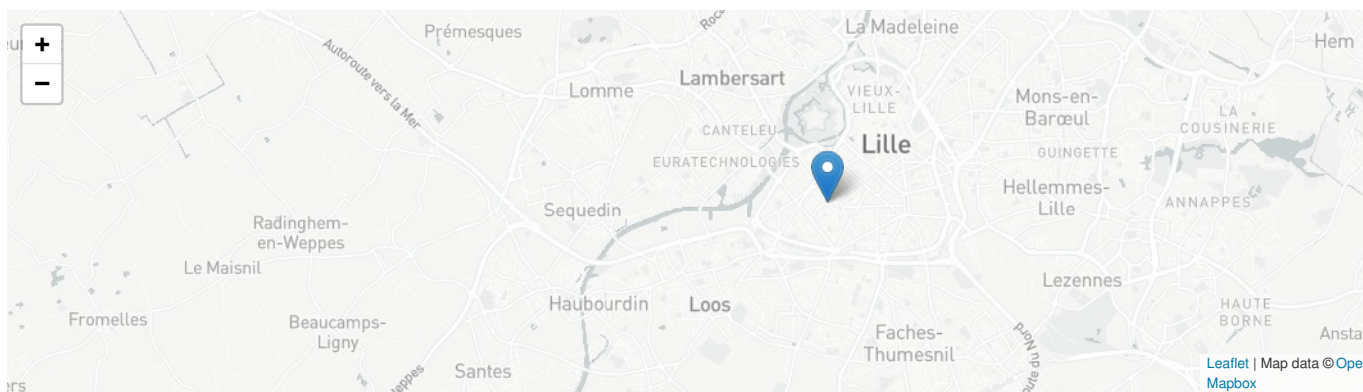 +
−
Prémesques
La Madeleine
Hem
Autoroute vers la Mer
Lambersart
Lomme
VIEUX-
LILLE
Mons-en-
Barœul
LA
COUSINERIE
CANTELEU
Lille
EURATECHNOLOGIES
GUINGETTE
Hellemmes-
Lille
ANNAPPES
Sequedin
Radinghem-
en-Weppes
Le Maisnil
Lezennes
Haubourdin
Loos
HAUTE
BORNE
Fromelles
Beaucamps-
Ligny
Faches-
Thumesnil
Ansta
Santes
Leaflet | Map data © Ope
Mapbox